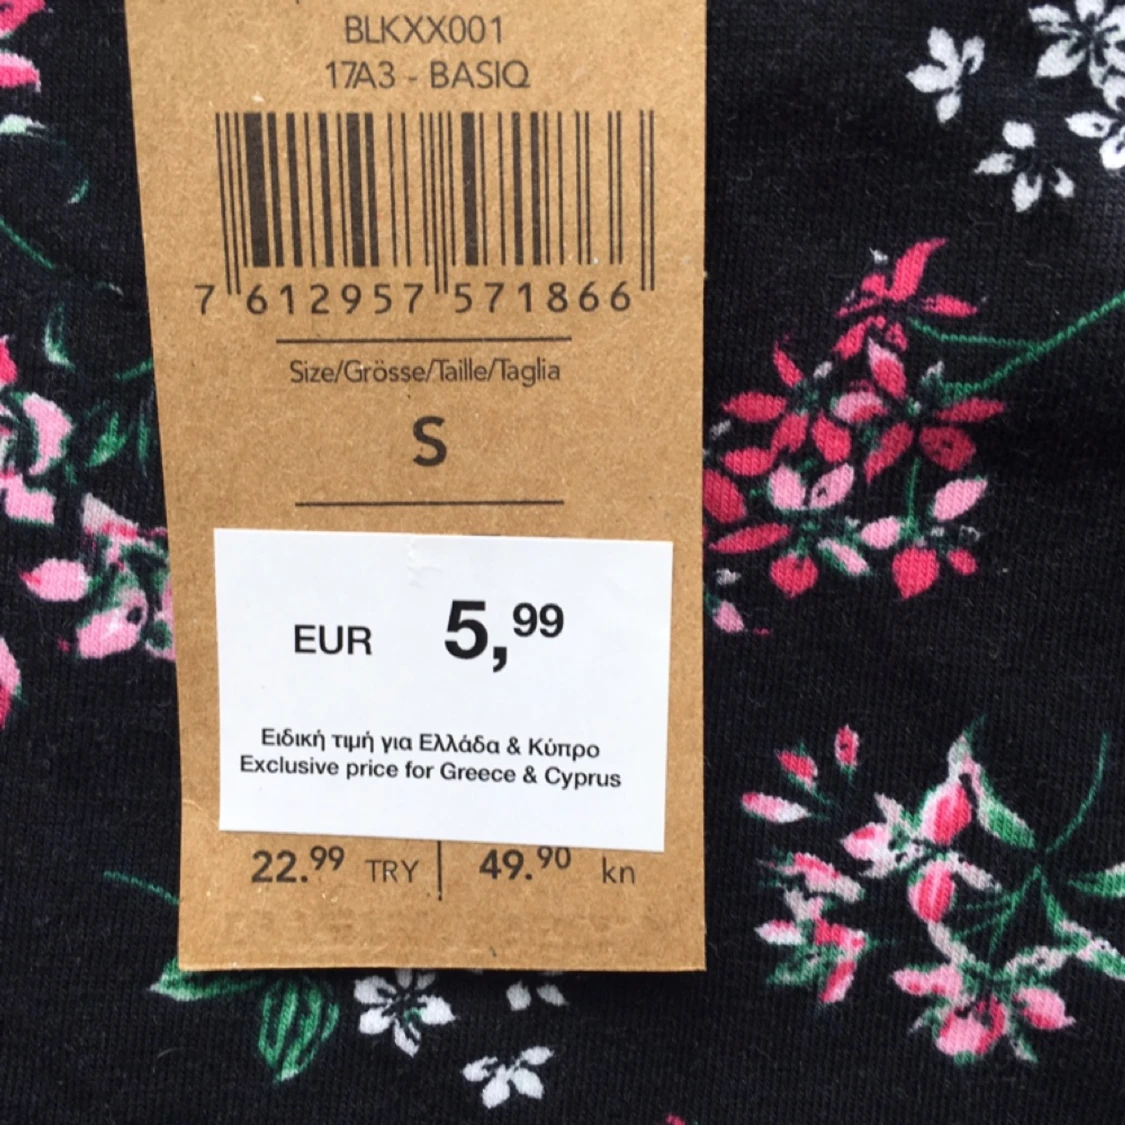 BLKXX001
17A3 - BASIQ
7 612957 571866
Size/Grösse/Taille/Taglia
S
EUR 5,99
Ειδική τιμή για Ελλάδα & Κύπρο
Exclusive price for Greece & Cyprus
22.99 TRY | 49.90 kn